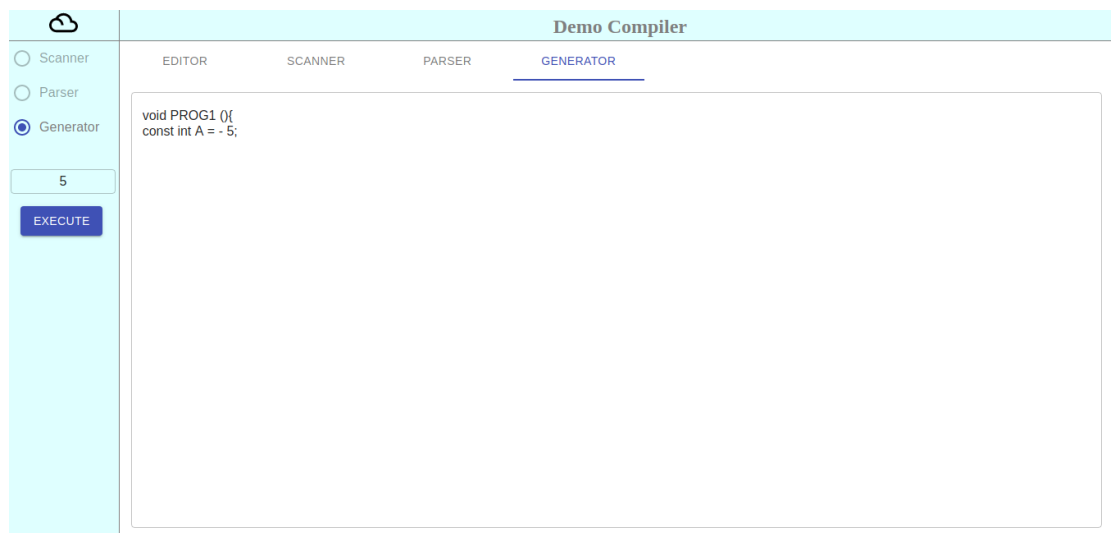 Demo Compiler
Scanner
Parser
Generator
5
EXECUTE
EDITOR
SCANNER
PARSER
GENERATOR
void PROG1 (){
const int A = - 5;